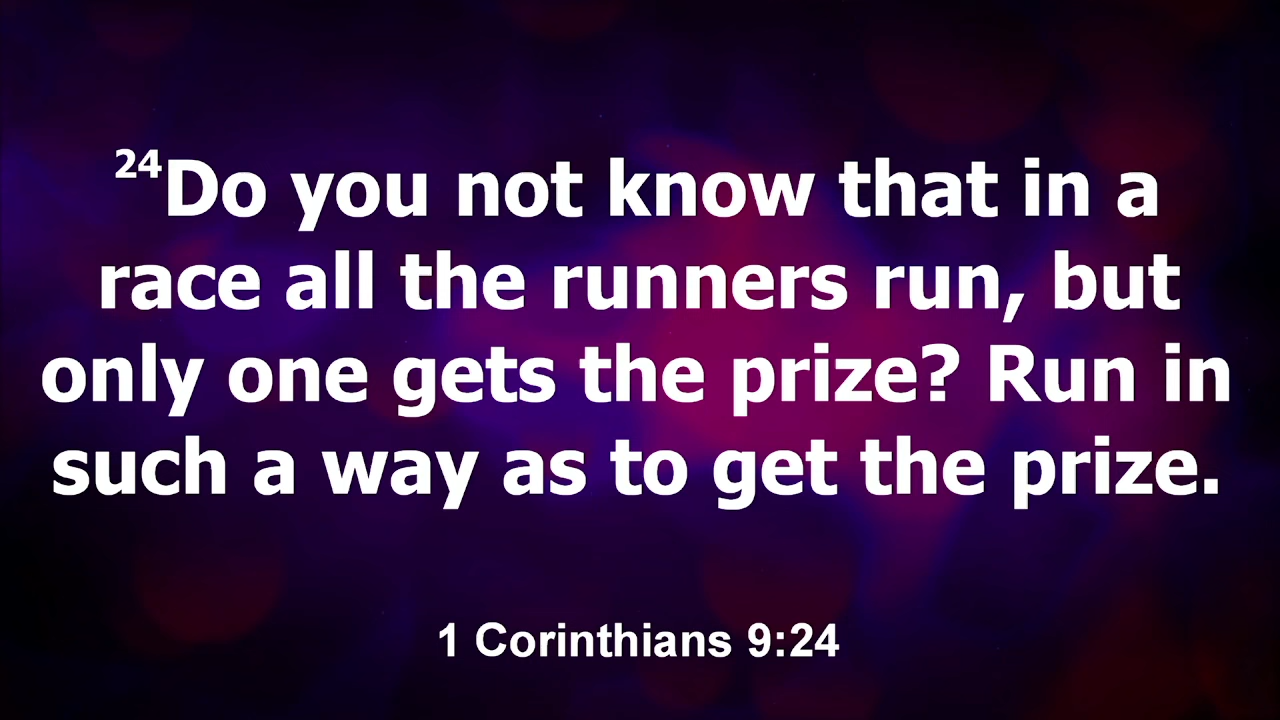 24Do you not know that in a
race all the runners run, but
only one gets the prize? Run in
such a way as to get the prize.
1 Corinthians 9:24